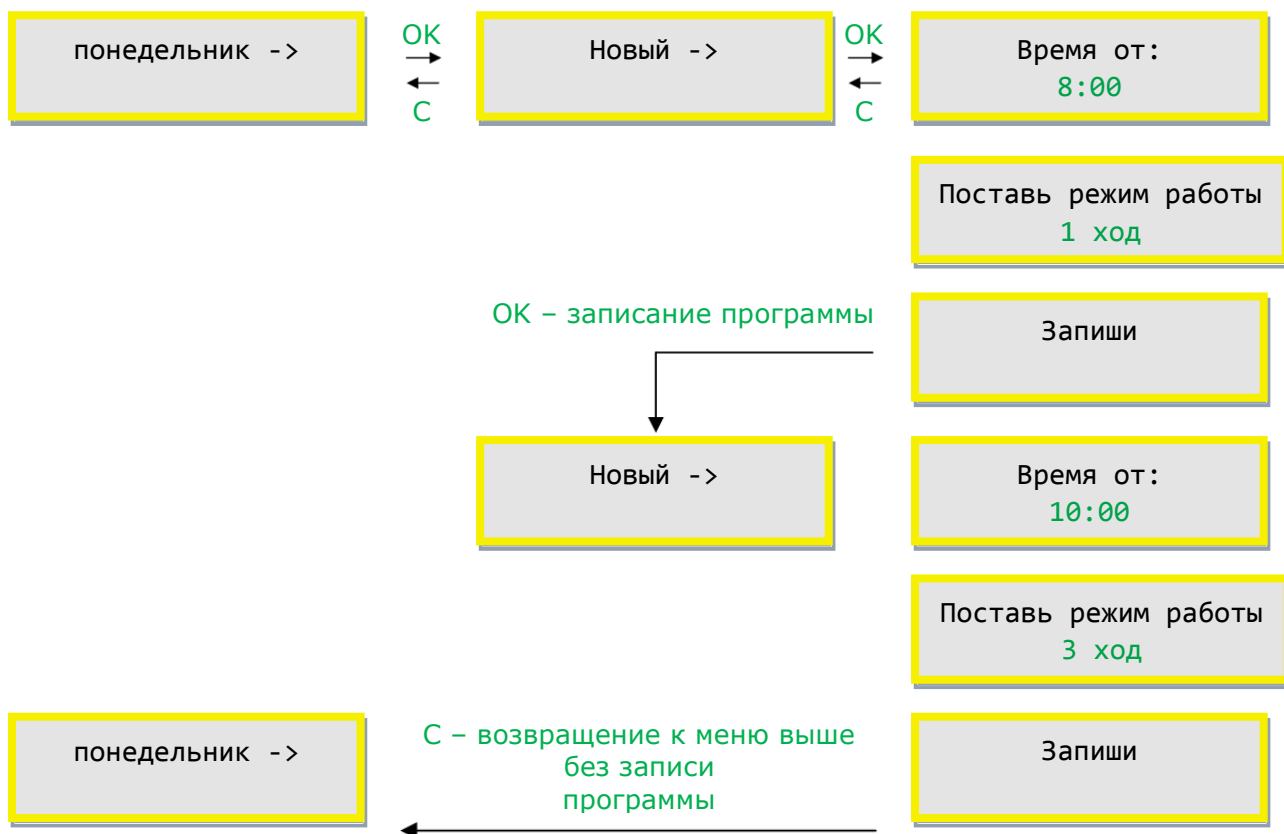 понедельник ->
OK
C
Новый ->
OK
C
Время от:
8:00
Поставь режим работы
1 ход
OK – записание программы
Запиши
Новый ->
Время от:
10:00
Поставь режим работы
3 ход
понедельник ->
C – возвращение к меню выше
без записи
программы
Запиши